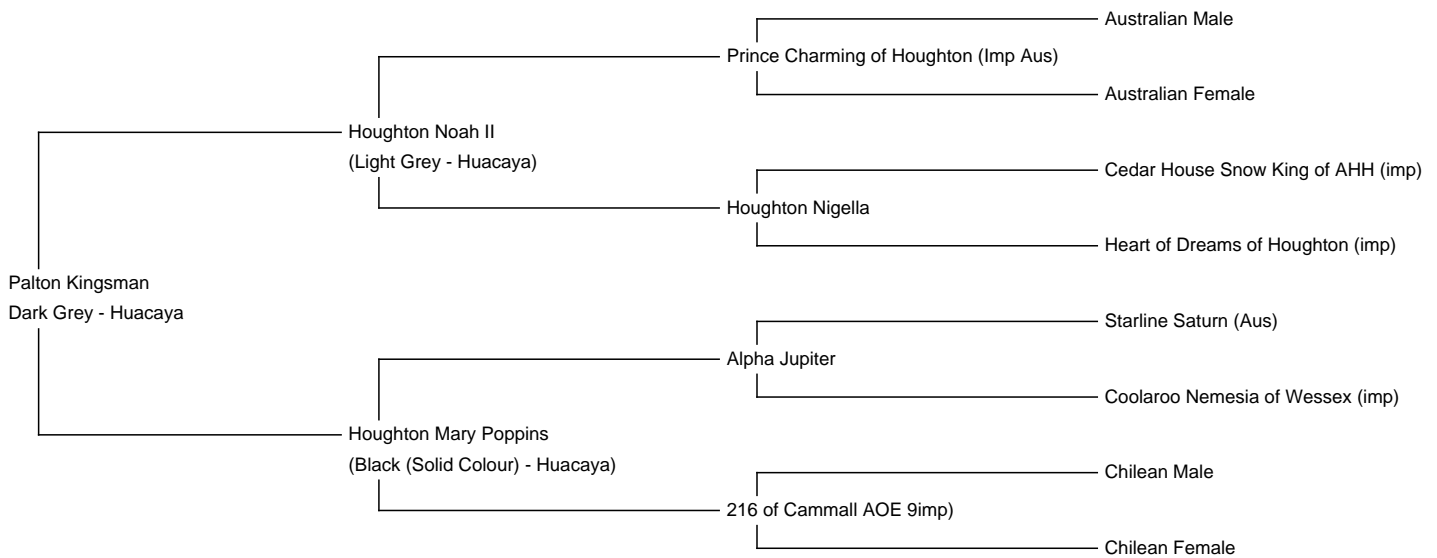 Australian Male
Prince Charming of Houghton (Imp Aus)
Australian Female
Houghton Noah II
(Light Grey - Huacaya)
Cedar House Snow King of AHH (imp)
Houghton Nigella
Heart of Dreams of Houghton (imp)
Palton Kingsman
Dark Grey - Huacaya
Starline Saturn (Aus)
Alpha Jupiter
Coolaroo Nemesia of Wessex (imp)
Houghton Mary Poppins
(Black (Solid Colour) - Huacaya)
Chilean Male
216 of Cammall AOE 9imp)
Chilean Female